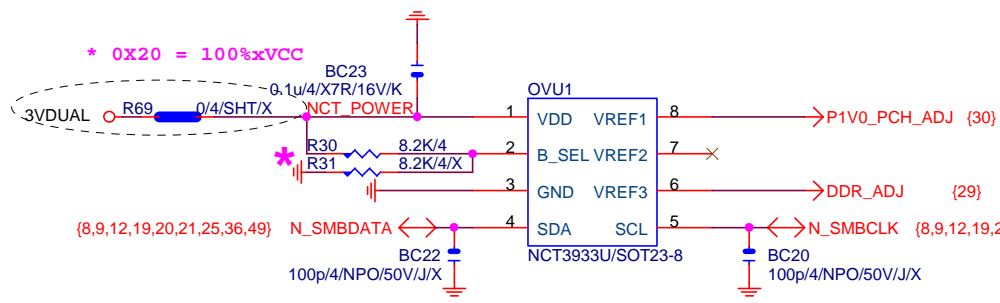 * 0X20 = 100%xVCC
BC23
0.1u/4/X7R/16V/K
OVU1
3VDUAL R69 0/4/SHT/X NCT_POWER
1 VDD VREF1 8 P1V0_PCH_ADJ {30}
* R30 8.2K/4
2 B_SEL VREF2 7
R31 8.2K/4/X
3 GND VREF3 6 DDR_ADJ {29}
{8,9,12,19,20,21,25,36,49} N_SMBDATA 4 SDA SCL 5 N_SMBCLK {8,9,12,19,2
BC22
100p/4/NPO/50V/J/X
NCT3933U/SOT23-8
BC20
100p/4/NPO/50V/J/X